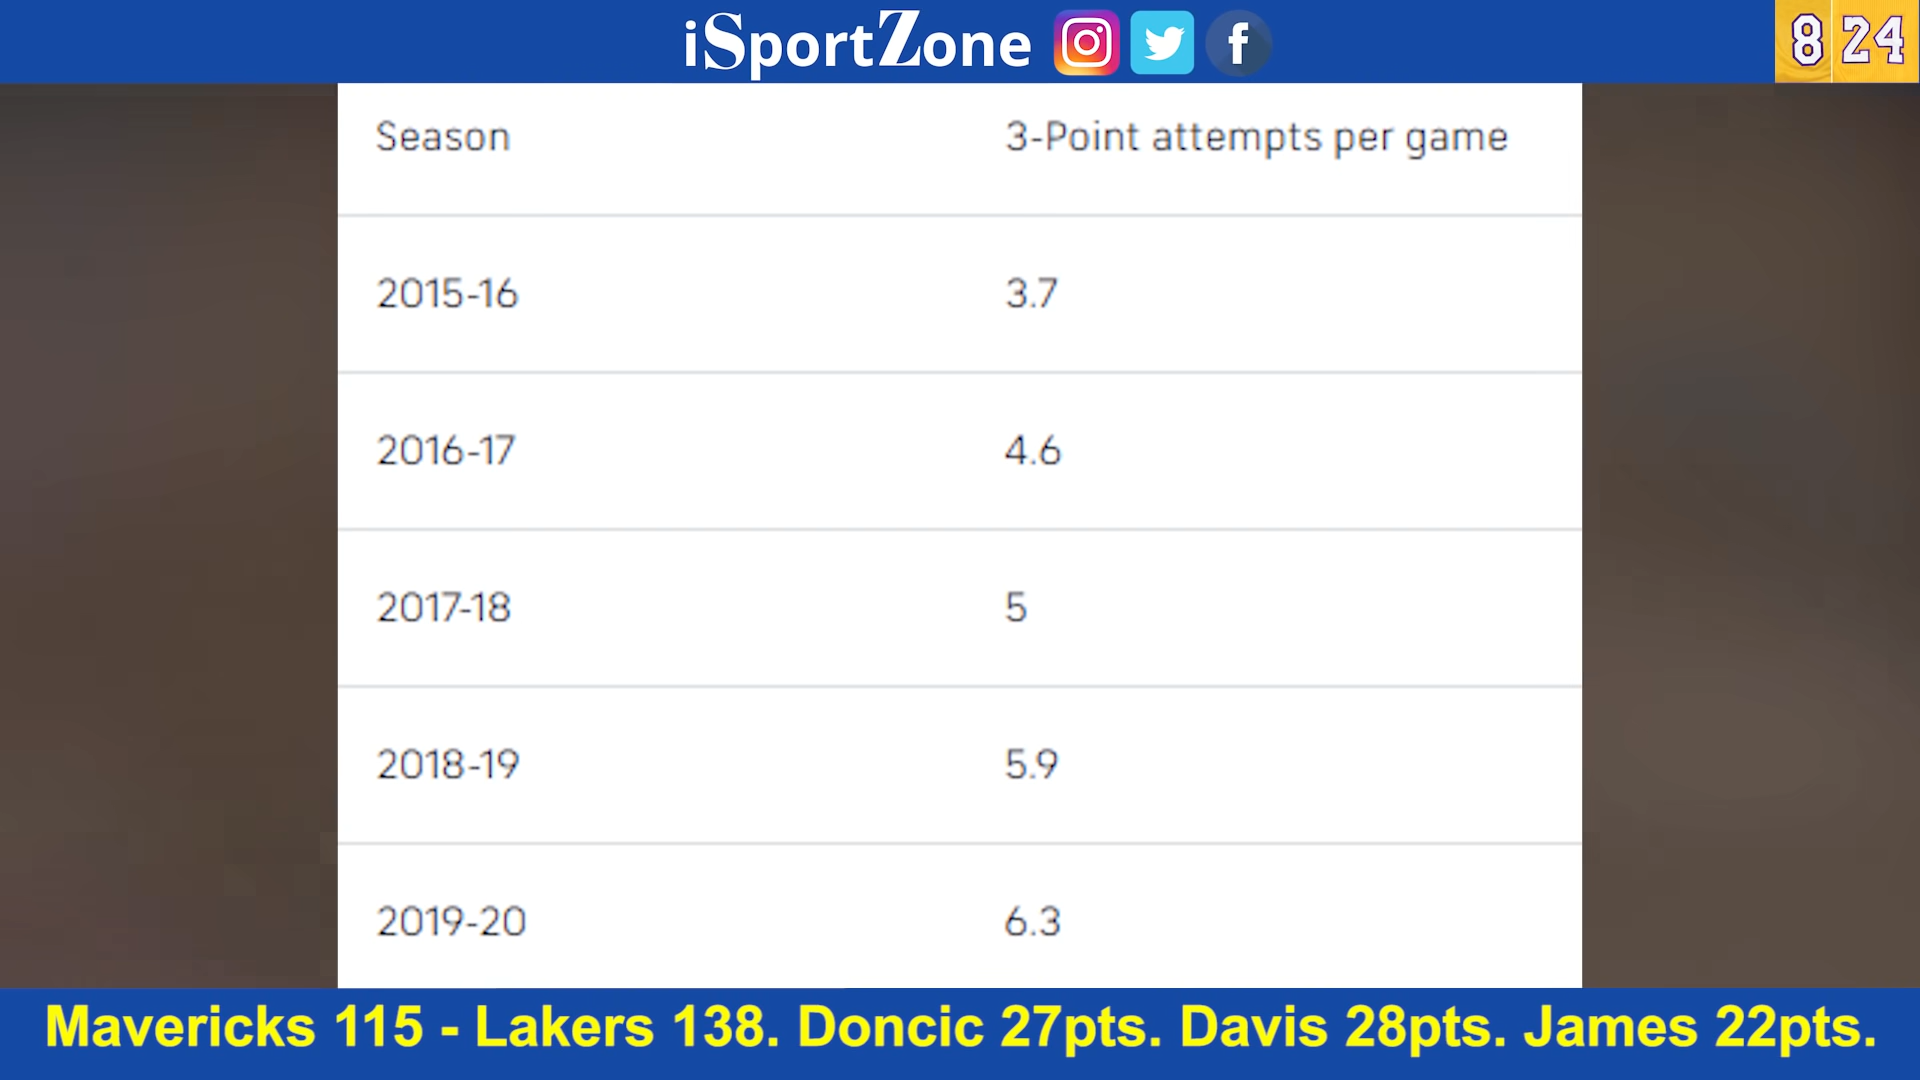 iSportZone
8 24
Season 3-Point attempts per game
2015-16 3.7
2016-17 4.6
2017-18 5
2018-19 5.9
2019-20 6.3
Mavericks 115 - Lakers 138. Doncic 27pts. Davis 28pts. James 22pts.